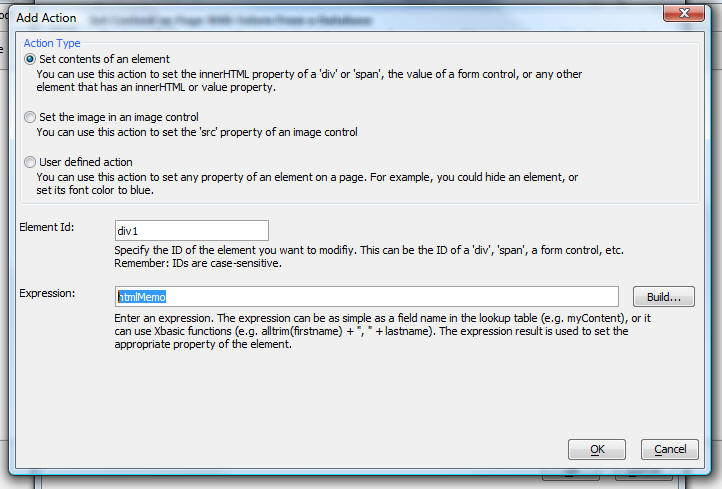 Add Action
Action Type
Set contents of an element
You can use this action to set the innerHTML property of a 'div' or 'span', the value of a form control, or any other
element that has an innerHTML or value property.
Set the image in an image control
You can use this action to set the 'src' property of an image control
User defined action
You can use this action to set any property of an element on a page. For example, you could hide an element, or
set its font color to blue.
Element Id:
div1
Specify the ID of the element you want to modifiy. This can be the ID of a 'div', 'span', a form control, etc.
Remember: IDs are case-sensitive.
Expression:
htmlMemo
Build...
Enter an expression. The expression can be as simple as a field name in the lookup table (e.g. myContent), or it
can use Xbasic functions (e.g. alltrim(firstname) + ", " + lastname). The expression result is used to set the
appropriate property of the element.
OK
Cancel